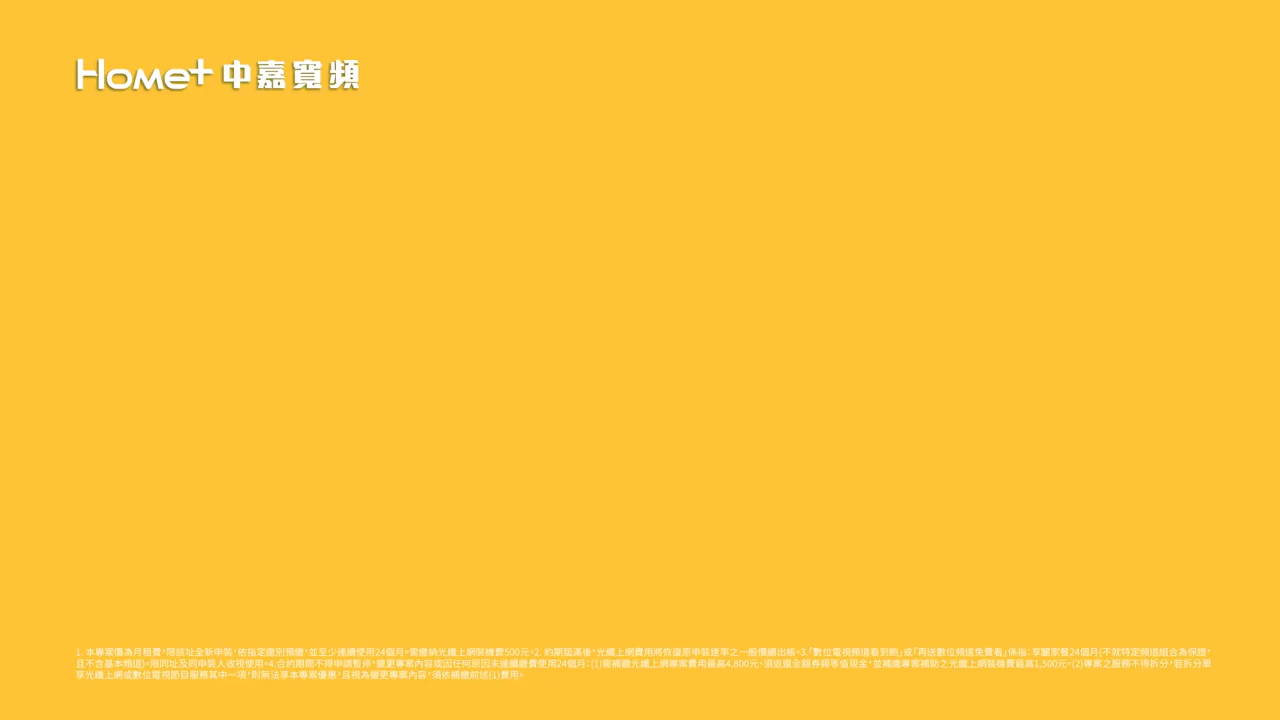 Home+ 中嘉寬頻
1. 本專案價為月租費，限該址全新申裝，依指定繳別預繳，並至少連續使用24個月。需繳納光纖上網裝機費500元。2. 約期屆滿後，光纖上網費用將恢復原申裝速率之一般價繳出帳。3.「數位電視頻道看到飽」或「再送數位頻道免費看」係指：享闔家餐24個月(不就特定頻道組合為保證，
且不含基本頻道)。限同址及同申裝人收視使用。4.合約期間不得申請暫停，變更專案內容或因任何原因未連續繳費使用24個月：(1)需補繳光纖上網專案費用最高4,800元，須返還全額券類等值現金，並補繳專案補助之光纖上網裝機費最高1,500元。(2)專案之服務不得拆分，若拆分單
享光纖上網或數位電視節目服務其中一項，則無法享本專案優惠，且視為變更專案內容，須依補繳前述(1)費用。